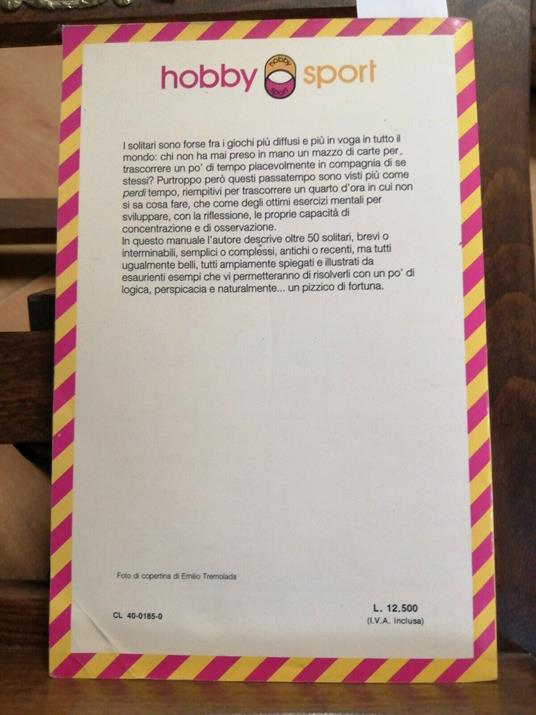 hobby sport
hobby
sport
I solitari sono forse fra i giochi più diffusi e più in voga in tutto il
mondo: chi non ha mai preso in mano un mazzo di carte per
trascorrere un po' di tempo piacevolmente in compagnia di se
stessi? Purtroppo però questi passatempo sono visti più come
perdi tempo, riempitivi per trascorrere un quarto d'ora in cui non
si sa cosa fare, che come degli ottimi esercizi mentali per
sviluppare, con la riflessione, le proprie capacità di
concentrazione e di osservazione.
In questo manuale l'autore descrive oltre 50 solitari, brevi o
interminabili, semplici o complessi, antichi o recenti, ma tutti
ugualmente belli, tutti ampiamente spiegati e illustrati da
esaurienti esempi che vi permetteranno di risolverli con un po' di
logica, perspicacia e naturalmente... un pizzico di fortuna.
Foto di copertina di Emilio Tremolada
CL 40-0185-0
L. 12,500
(I.V.A. inclusa)